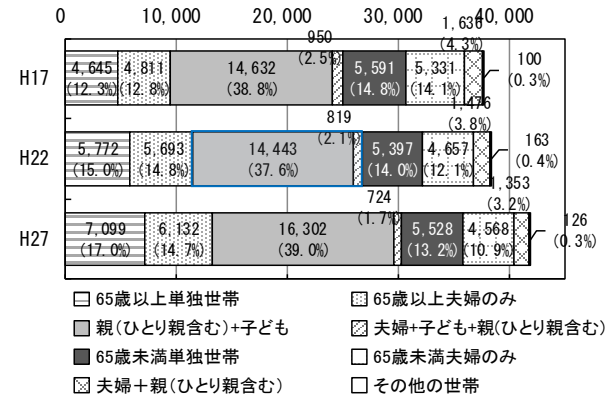 0 10,000 20,000 30,000 40,000
950 1,636
(2.5%) (4.3%)
H17 4,645 4,811 14,632 5,591 5,331 100
(12.3%) (12.8%) (38.8%) (14.8%) (14.1%) (0.3%)
819 1,476
(2.1%) (3.8%)
H22 5,772 5,693 14,443 5,397 4,657 163
(15.0%) (14.8%) (37.6%) (14.0%) (12.1%) (0.4%)
724 1,353
(1.7%) (3.2%)
H27 7,099 6,132 16,302 5,528 4,568 126
(17.0%) (14.7%) (39.0%) (13.2%) (10.9%) (0.3%)
65歳以上単独世帯 65歳以上夫婦のみ
親(ひとり親含む)+子ども 夫婦+子ども+親(ひとり親含む)
65歳未満単独世帯 65歳未満夫婦のみ
夫婦＋親(ひとり親含む) その他の世帯